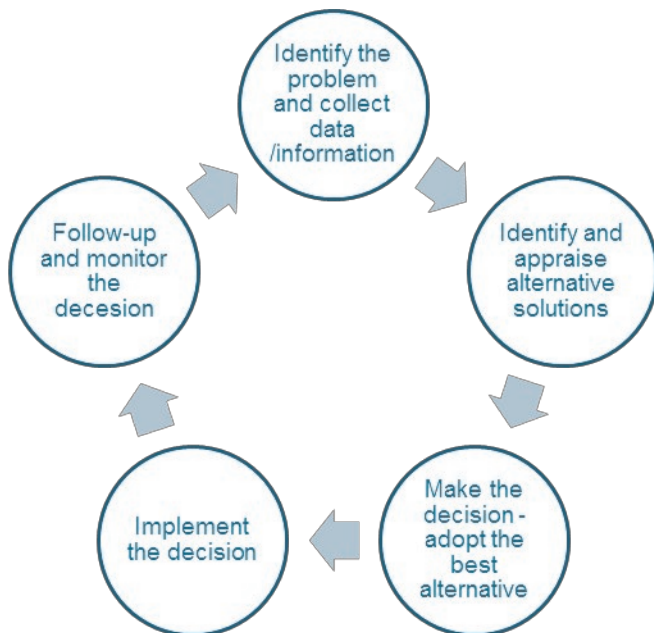 Identify the
problem
and collect
data
/information
Identify and
appraise
alternative
solutions
Make the
decision -
adopt the
best
alternative
Implement
the decision
Follow-up
and monitor
the
decesion